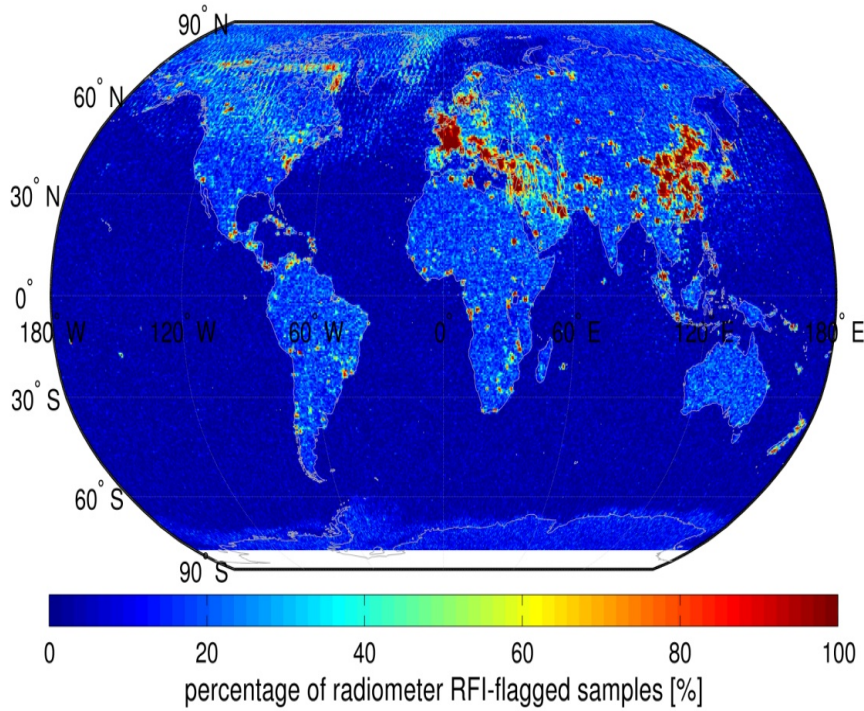 90° N
60° N
30° N
0°
180° W
120° W
60° W
0°
60° E
120° E
180° E
30° S
60° S
90° S
0 20 40 60 80 100
percentage of radiometer RFI-flagged samples [%]